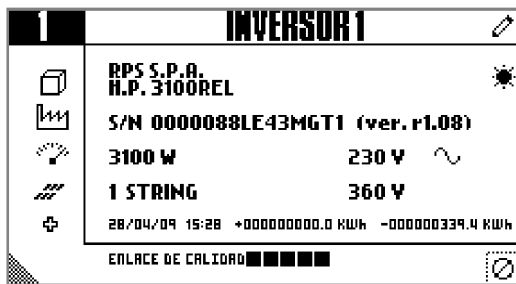 1 INVERSOR 1
RPS S.P.A.
H.P. 3100REL
S/N 0000088LE43MGT1 (ver. r1.08)
3100 W 230 V
1 STRING 360 V
28/04/09 15:28 +000000000.0 KWh -000000339.4 KWh
ENLACE DE CALIDAD